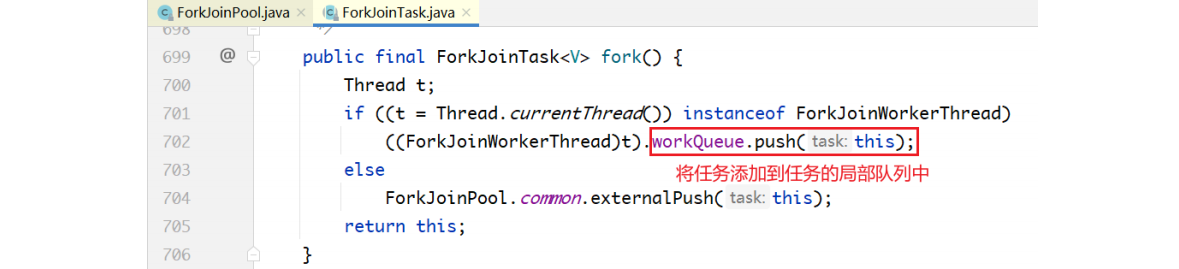 ForkJoinPool.java × ForkJoinTask.java ×
698 */
699 @ public final ForkJoinTask<V> fork() {
700 Thread t;
701 if ((t = Thread.currentThread()) instanceof ForkJoinWorkerThread)
702 ((ForkJoinWorkerThread)t).workQueue.push( task: this);
703 else 将任务添加到任务的局部队列中
704 ForkJoinPool.common.externalPush( task: this);
705 return this;
706 }